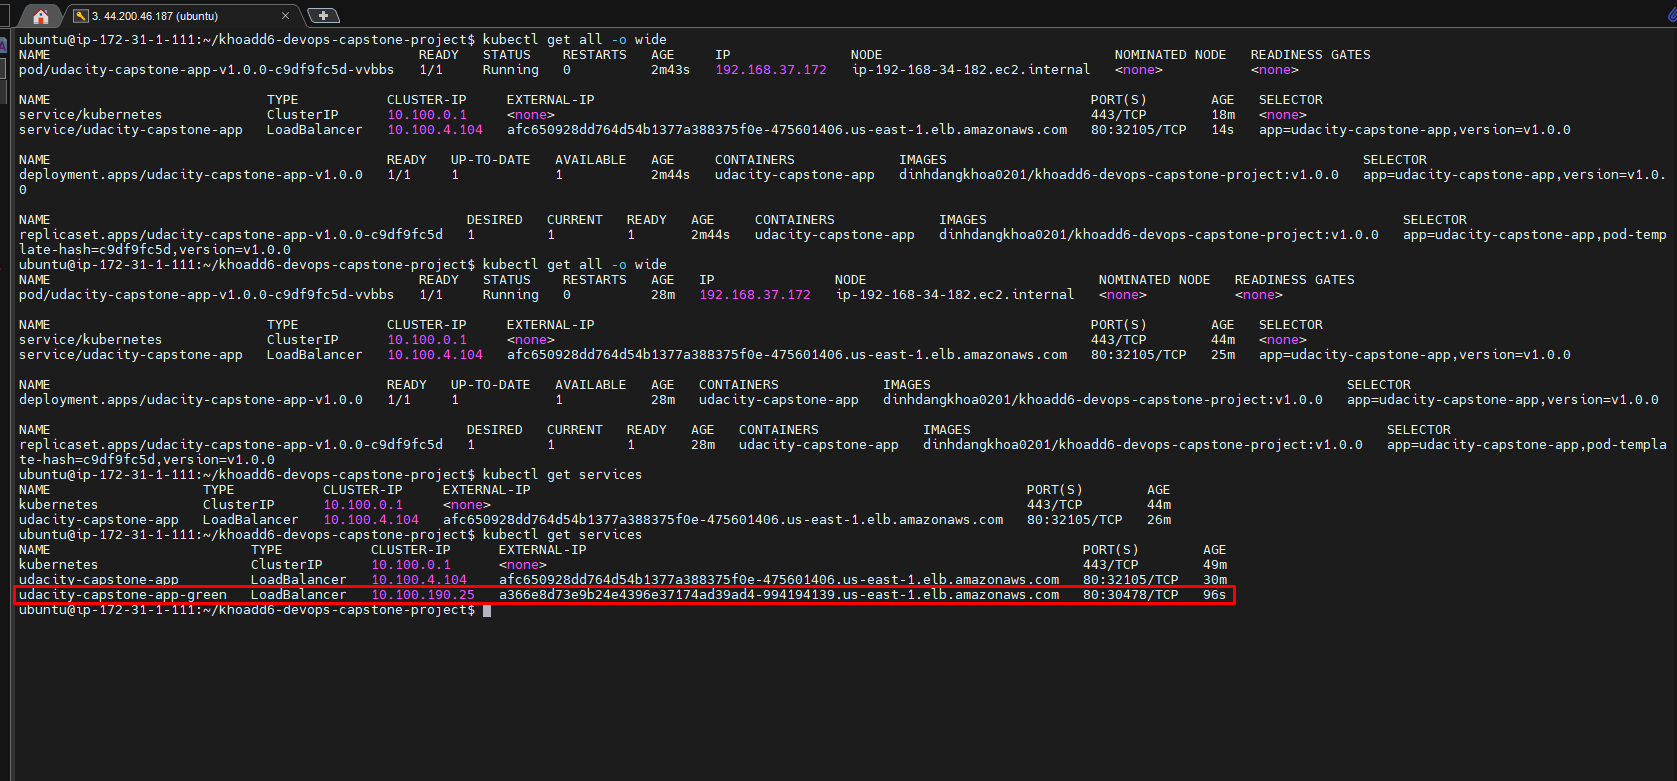 3. 44.200.46.187 (ubuntu)
ubuntu@ip-172-31-1-111:~/khoadd6-devops-capstone-project$ kubectl get all -o wide
NAME READY STATUS RESTARTS AGE IP NODE NOMINATED NODE READINESS GATES
pod/udacity-capstone-app-v1.0.0-c9df9fc5d-vvbbs 1/1 Running 0 2m43s 192.168.37.172 ip-192-168-34-182.ec2.internal <none> <none>
NAME TYPE CLUSTER-IP EXTERNAL-IP PORT(S) AGE SELECTOR
service/kubernetes ClusterIP 10.100.0.1 <none> 443/TCP 18m <none>
service/udacity-capstone-app LoadBalancer 10.100.4.104 afc650928dd764d54b1377a388375f0e-475601406.us-east-1.elb.amazonaws.com 80:32105/TCP 14s app=udacity-capstone-app,version=v1.0.0
NAME READY UP-TO-DATE AVAILABLE AGE CONTAINERS IMAGES SELECTOR
deployment.apps/udacity-capstone-app-v1.0.0 1/1 1 1 2m44s udacity-capstone-app dinhdangkhoa0201/khoadd6-devops-capstone-project:v1.0.0 app=udacity-capstone-app,version=v1.0.
0
NAME DESIRED CURRENT READY AGE CONTAINERS IMAGES SELECTOR
replicaset.apps/udacity-capstone-app-v1.0.0-c9df9fc5d 1 1 1 2m44s udacity-capstone-app dinhdangkhoa0201/khoadd6-devops-capstone-project:v1.0.0 app=udacity-capstone-app,pod-temp
late-hash=c9df9fc5d,version=v1.0.0
ubuntu@ip-172-31-1-111:~/khoadd6-devops-capstone-project$ kubectl get all -o wide
NAME READY STATUS RESTARTS AGE IP NODE NOMINATED NODE READINESS GATES
pod/udacity-capstone-app-v1.0.0-c9df9fc5d-vvbbs 1/1 Running 0 28m 192.168.37.172 ip-192-168-34-182.ec2.internal <none> <none>
NAME TYPE CLUSTER-IP EXTERNAL-IP PORT(S) AGE SELECTOR
service/kubernetes ClusterIP 10.100.0.1 <none> 443/TCP 44m <none>
service/udacity-capstone-app LoadBalancer 10.100.4.104 afc650928dd764d54b1377a388375f0e-475601406.us-east-1.elb.amazonaws.com 80:32105/TCP 25m app=udacity-capstone-app,version=v1.0.0
NAME READY UP-TO-DATE AVAILABLE AGE CONTAINERS IMAGES SELECTOR
deployment.apps/udacity-capstone-app-v1.0.0 1/1 1 1 28m udacity-capstone-app dinhdangkhoa0201/khoadd6-devops-capstone-project:v1.0.0 app=udacity-capstone-app,version=v1.0.0
NAME DESIRED CURRENT READY AGE CONTAINERS IMAGES SELECTOR
replicaset.apps/udacity-capstone-app-v1.0.0-c9df9fc5d 1 1 1 28m udacity-capstone-app dinhdangkhoa0201/khoadd6-devops-capstone-project:v1.0.0 app=udacity-capstone-app,pod-templa
te-hash=c9df9fc5d,version=v1.0.0
ubuntu@ip-172-31-1-111:~/khoadd6-devops-capstone-project$ kubectl get services
NAME TYPE CLUSTER-IP EXTERNAL-IP PORT(S) AGE
kubernetes ClusterIP 10.100.0.1 <none> 443/TCP 44m
udacity-capstone-app LoadBalancer 10.100.4.104 afc650928dd764d54b1377a388375f0e-475601406.us-east-1.elb.amazonaws.com 80:32105/TCP 26m
ubuntu@ip-172-31-1-111:~/khoadd6-devops-capstone-project$ kubectl get services
NAME TYPE CLUSTER-IP EXTERNAL-IP PORT(S) AGE
kubernetes ClusterIP 10.100.0.1 <none> 443/TCP 49m
udacity-capstone-app LoadBalancer 10.100.4.104 afc650928dd764d54b1377a388375f0e-475601406.us-east-1.elb.amazonaws.com 80:32105/TCP 30m
udacity-capstone-app-green LoadBalancer 10.100.190.25 a366e8d73e9b24e4396e37174ad39ad4-994194139.us-east-1.elb.amazonaws.com 80:30478/TCP 96s
ubuntu@ip-172-31-1-111:~/khoadd6-devops-capstone-project$